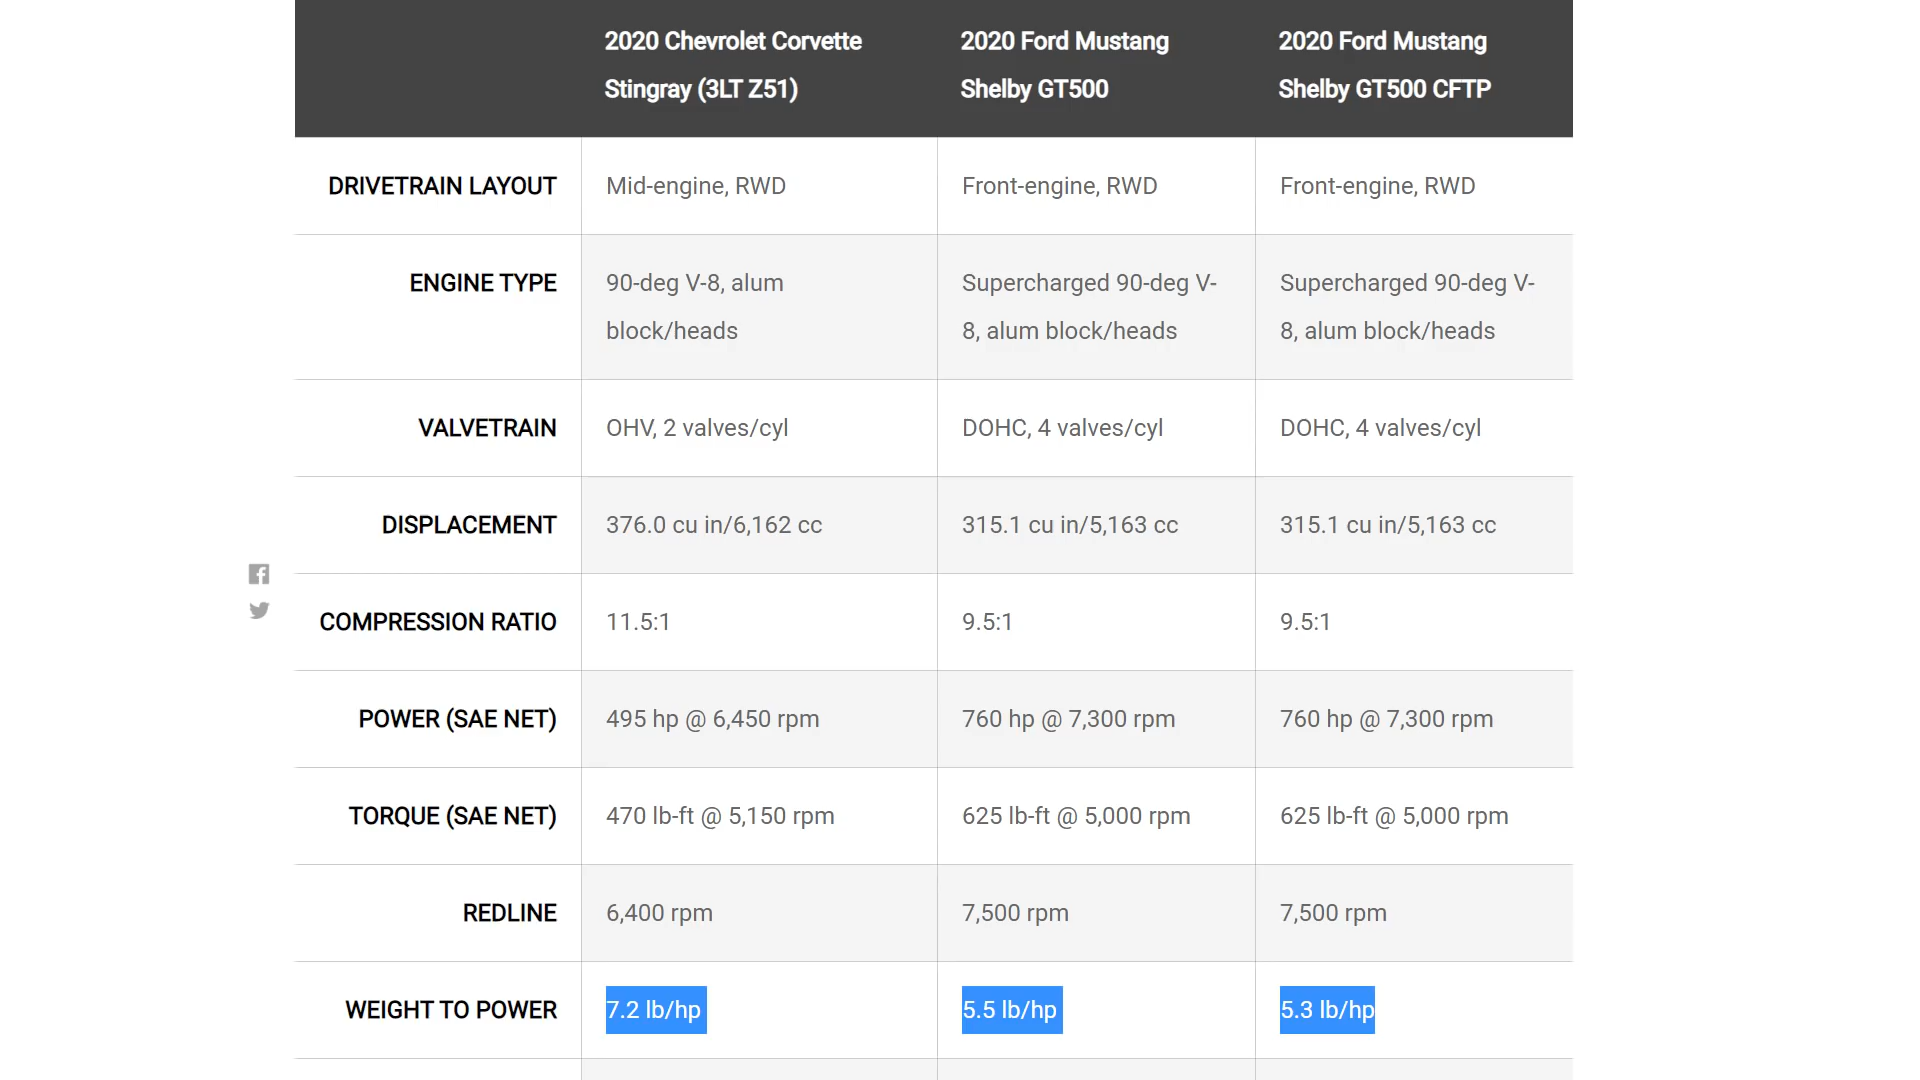 2020 Chevrolet Corvette
Stingray (3LT Z51)
2020 Ford Mustang
Shelby GT500
2020 Ford Mustang
Shelby GT500 CFTP
DRIVETRAIN LAYOUT
Mid-engine, RWD
Front-engine, RWD
Front-engine, RWD
ENGINE TYPE
90-deg V-8, alum
block/heads
Supercharged 90-deg V-
8, alum block/heads
Supercharged 90-deg V-
8, alum block/heads
VALVETRAIN
OHV, 2 valves/cyl
DOHC, 4 valves/cyl
DOHC, 4 valves/cyl
DISPLACEMENT
376.0 cu in/6,162 cc
315.1 cu in/5,163 cc
315.1 cu in/5,163 cc
COMPRESSION RATIO
11.5:1
9.5:1
9.5:1
POWER (SAE NET)
495 hp @ 6,450 rpm
760 hp @ 7,300 rpm
760 hp @ 7,300 rpm
TORQUE (SAE NET)
470 lb-ft @ 5,150 rpm
625 lb-ft @ 5,000 rpm
625 lb-ft @ 5,000 rpm
REDLINE
6,400 rpm
7,500 rpm
7,500 rpm
WEIGHT TO POWER
7.2 lb/hp
5.5 lb/hp
5.3 lb/hp